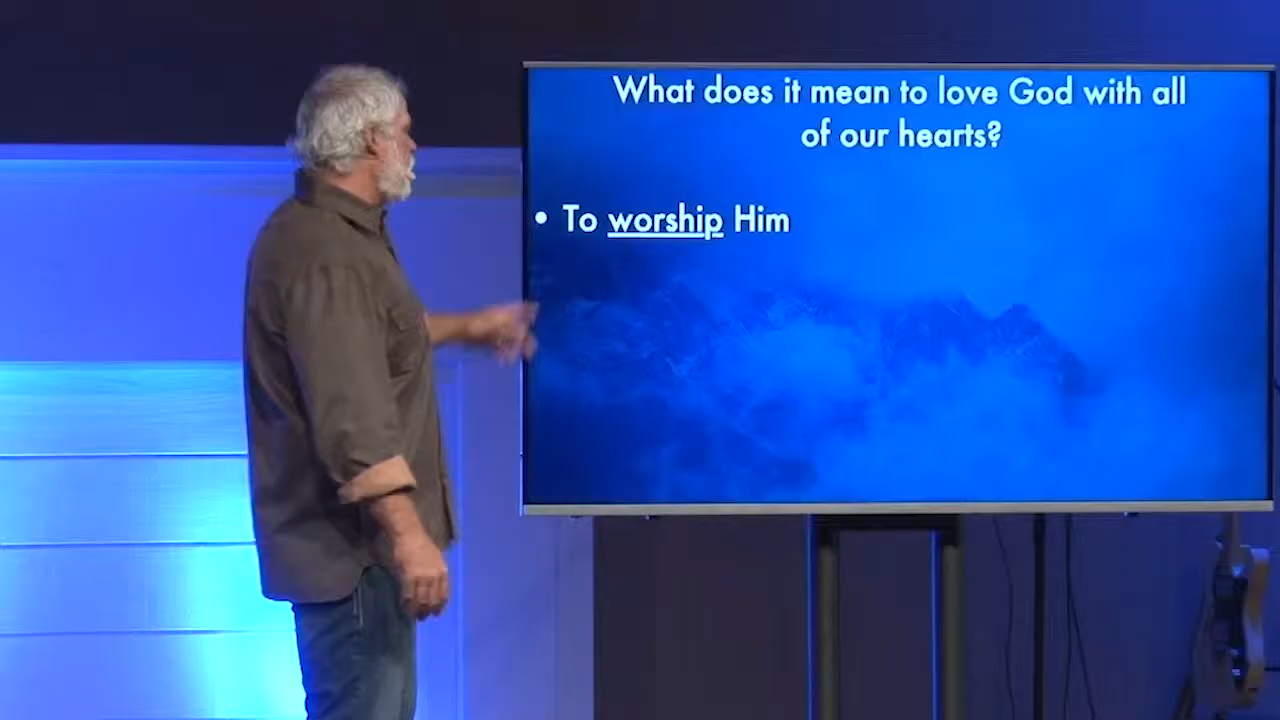 What does it mean to love God with all
of our hearts?
• To worship Him